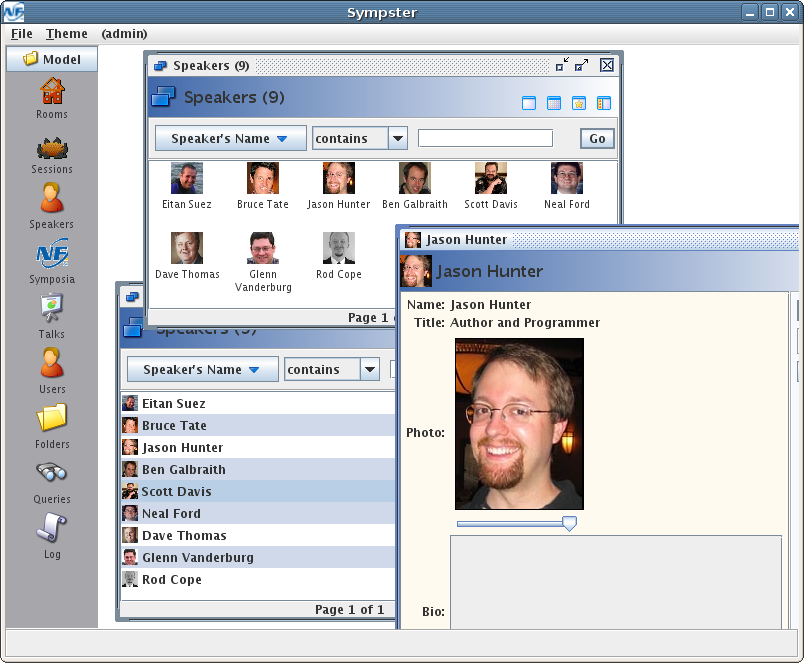 Sympster
File Theme (admin)
Model
Rooms
Sessions
Speakers
Symposia
Talks
Users
Folders
Queries
Log
Speakers (9)
Speakers (9)
Speaker's Name contains Go
Eitan Suez Bruce Tate Jason Hunter Ben Galbraith Scott Davis Neal Ford
Dave Thomas Glenn Vanderburg Rod Cope
Page 1
Speakers (9)
Speaker's Name contains
Eitan Suez
Bruce Tate
Jason Hunter
Ben Galbraith
Scott Davis
Neal Ford
Dave Thomas
Glenn Vanderburg
Rod Cope
Page 1 of 1
Jason Hunter
Jason Hunter
Name: Jason Hunter
Title: Author and Programmer
Photo:
Bio: